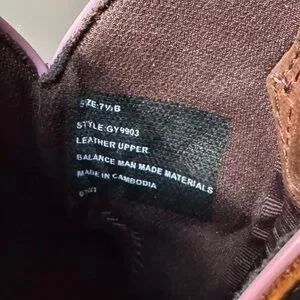 SIZE:7½B
STYLE:GY9903
LEATHER UPPER
BALANCE MAN MADE MATERIALS
MADE IN CAMBODIA